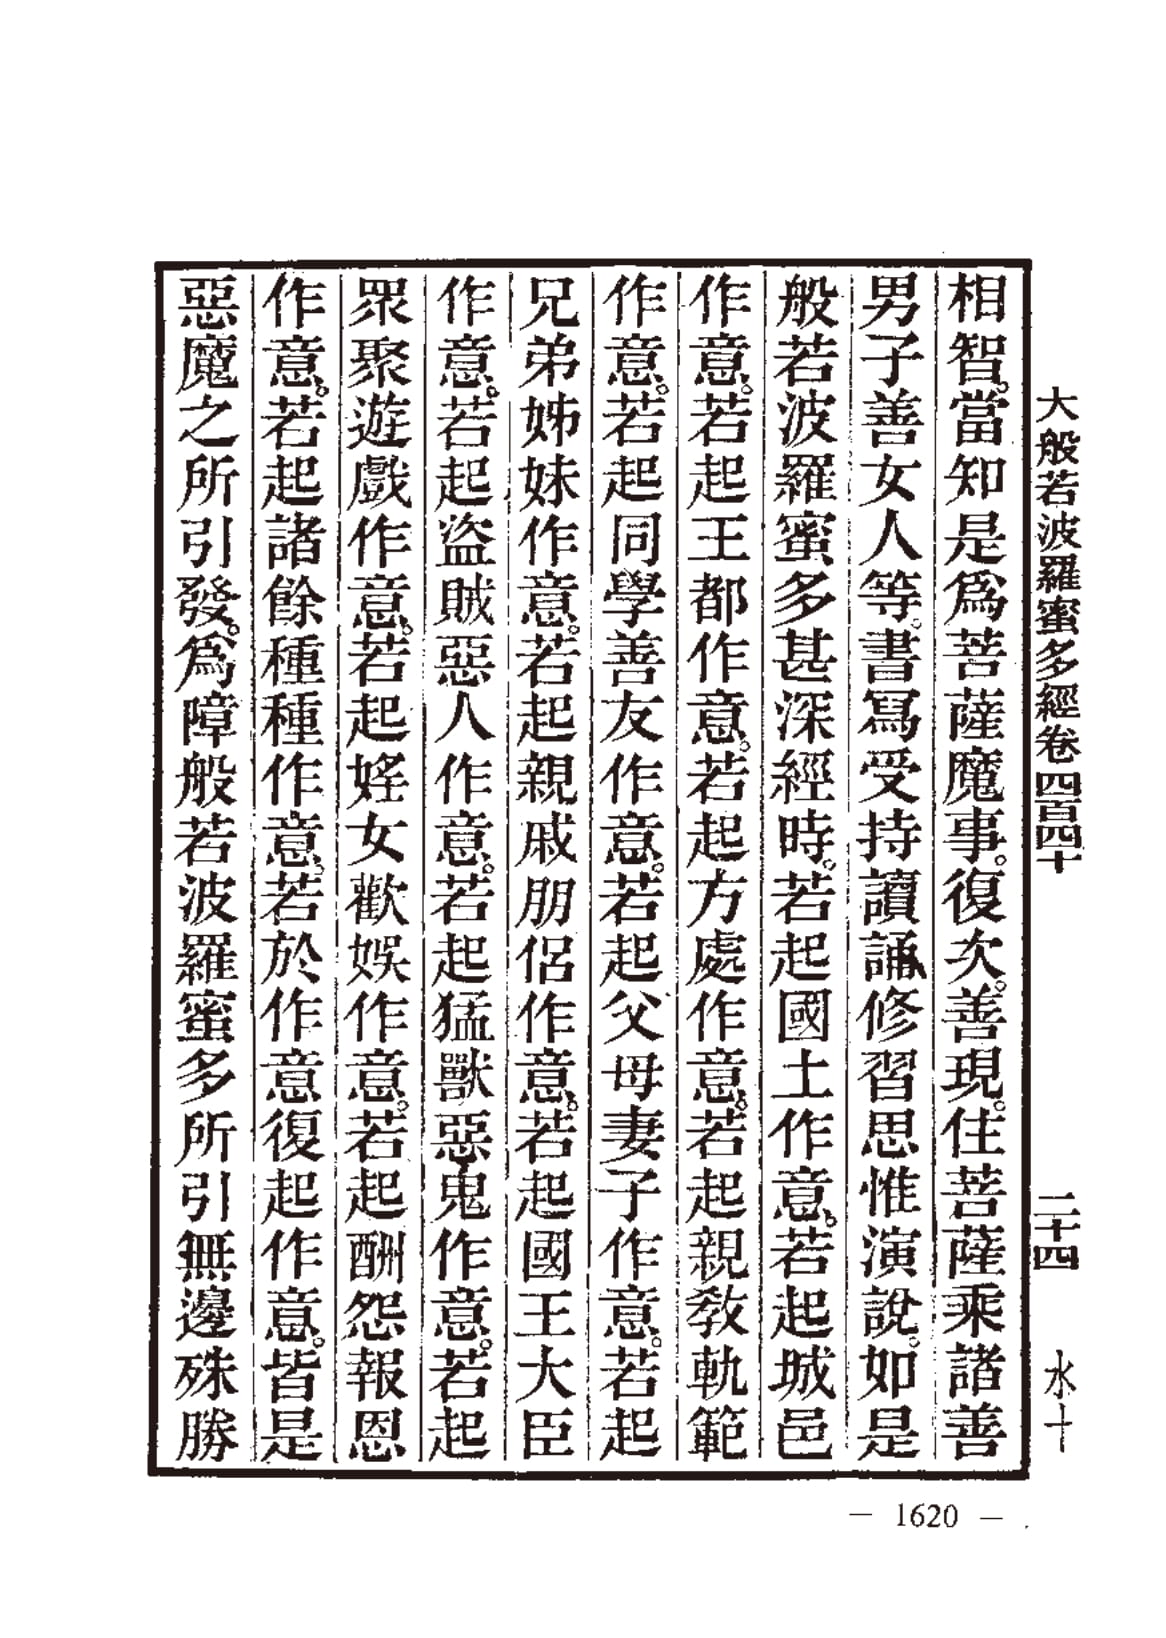 大般若波羅蜜多經卷四百四十　二十四　水十
相智。當知是爲菩薩魔事。復次。善現。住菩薩乘諸善
男子善女人等。書寫受持讀誦修習思惟演說。如是
般若波羅蜜多甚深經時。若起國土作意。若起城邑
作意。若起王都作意。若起方處作意。若起親教軌範
作意。若起同學善友作意。若起父母妻子作意。若起
兄弟姊妹作意。若起親戚朋侶作意。若起國王大臣
作意。若起盜賊惡人作意。若起猛獸惡鬼作意。若起
眾聚遊戲作意。若起婬女歡娛作意。若起酬怨報恩
作意。若起諸餘種種作意。若於作意復起作意。皆是
惡魔之所引發。爲障般若波羅蜜多所引無邊殊勝
— 1620 —